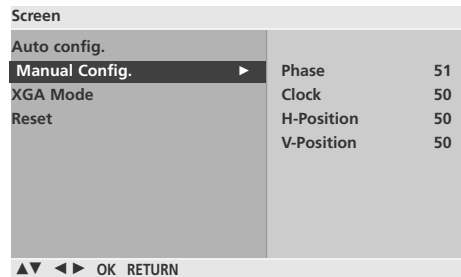 Screen
Auto config.
Manual Config. ►
XGA Mode
Reset
Phase 51
Clock 50
H-Position 50
V-Position 50
▲▼ ◄► OK RETURN